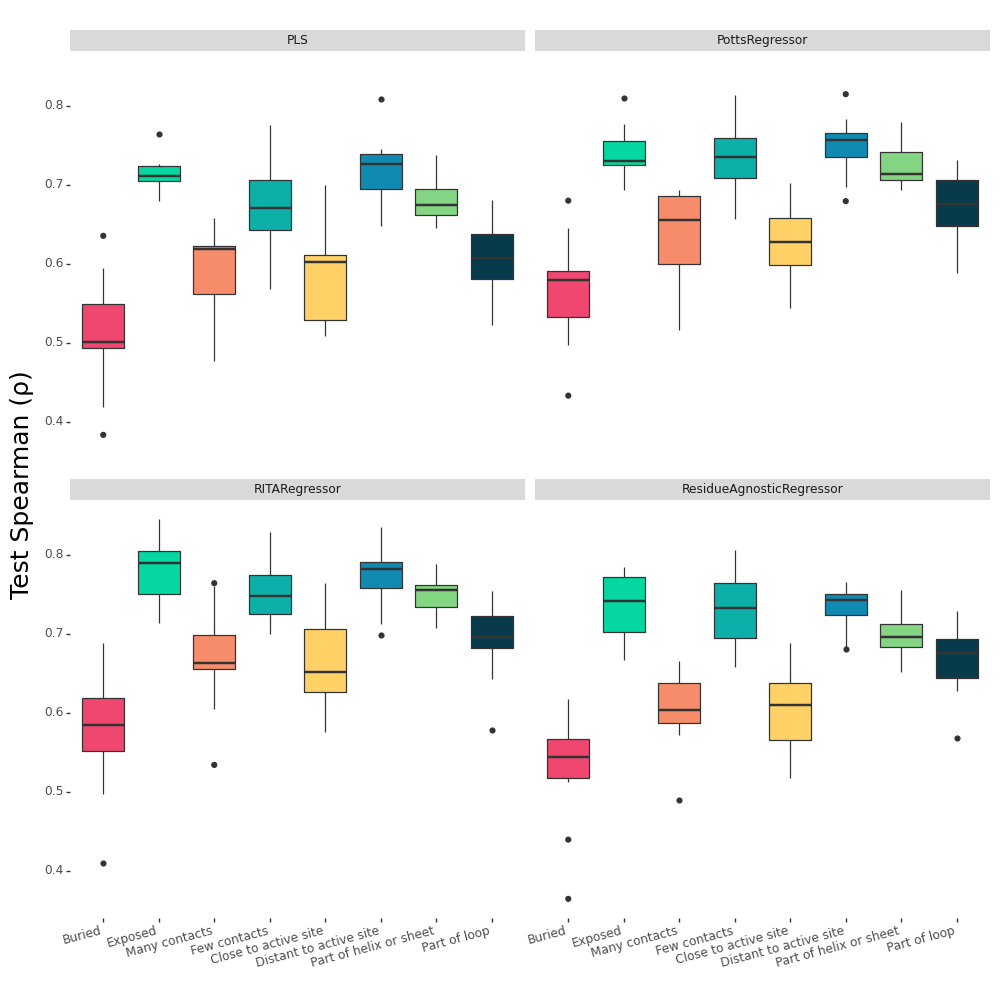 PLS
PottsRegressor
0.8
0.7
0.6
0.5
0.4
Test Spearman (ρ)
RITARegressor
ResidueAgnosticRegressor
0.8
0.7
0.6
0.5
0.4
Buried
Exposed
Many contacts
Few contacts
Close to active site
Distant to active site
Part of helix or sheet
Part of loop
Buried
Exposed
Many contacts
Few contacts
Close to active site
Distant to active site
Part of helix or sheet
Part of loop